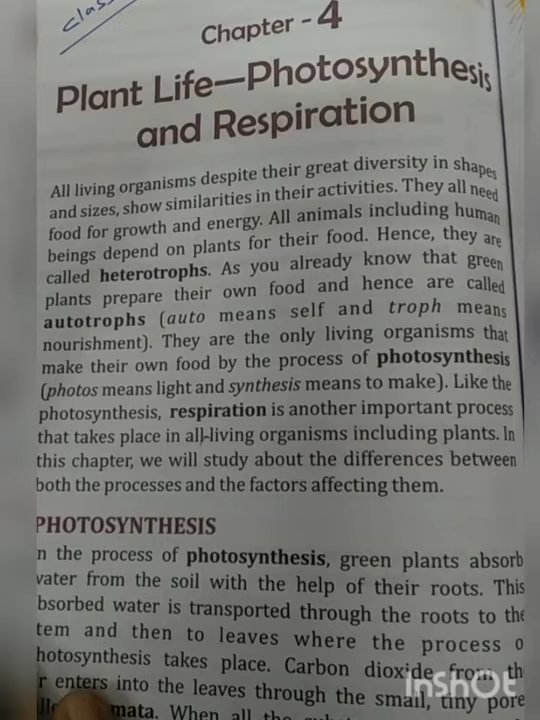 Clas
Chapter - 4
Plant Life—Photosynthesis
and Respiration
All living organisms despite their great diversity in shapes
and sizes, show similarities in their activities. They all need
food for growth and energy. All animals including human
beings depend on plants for their food. Hence, they are
called heterotrophs. As you already know that green
plants prepare their own food and hence are called
autotrophs (auto means self and troph means
nourishment). They are the only living organisms that
make their own food by the process of photosynthesis
(photos means light and synthesis means to make). Like the
photosynthesis, respiration is another important process
that takes place in all living organisms including plants. In
this chapter, we will study about the differences between
both the processes and the factors affecting them.
PHOTOSYNTHESIS
n the process of photosynthesis, green plants absorb
vater from the soil with the help of their roots. This
bsorbed water is transported through the roots to the
tem and then to leaves where the process o
hotosynthesis takes place. Carbon dioxide from th
r enters into the leaves through the small, tiny pore
mata. When all the
InShOt